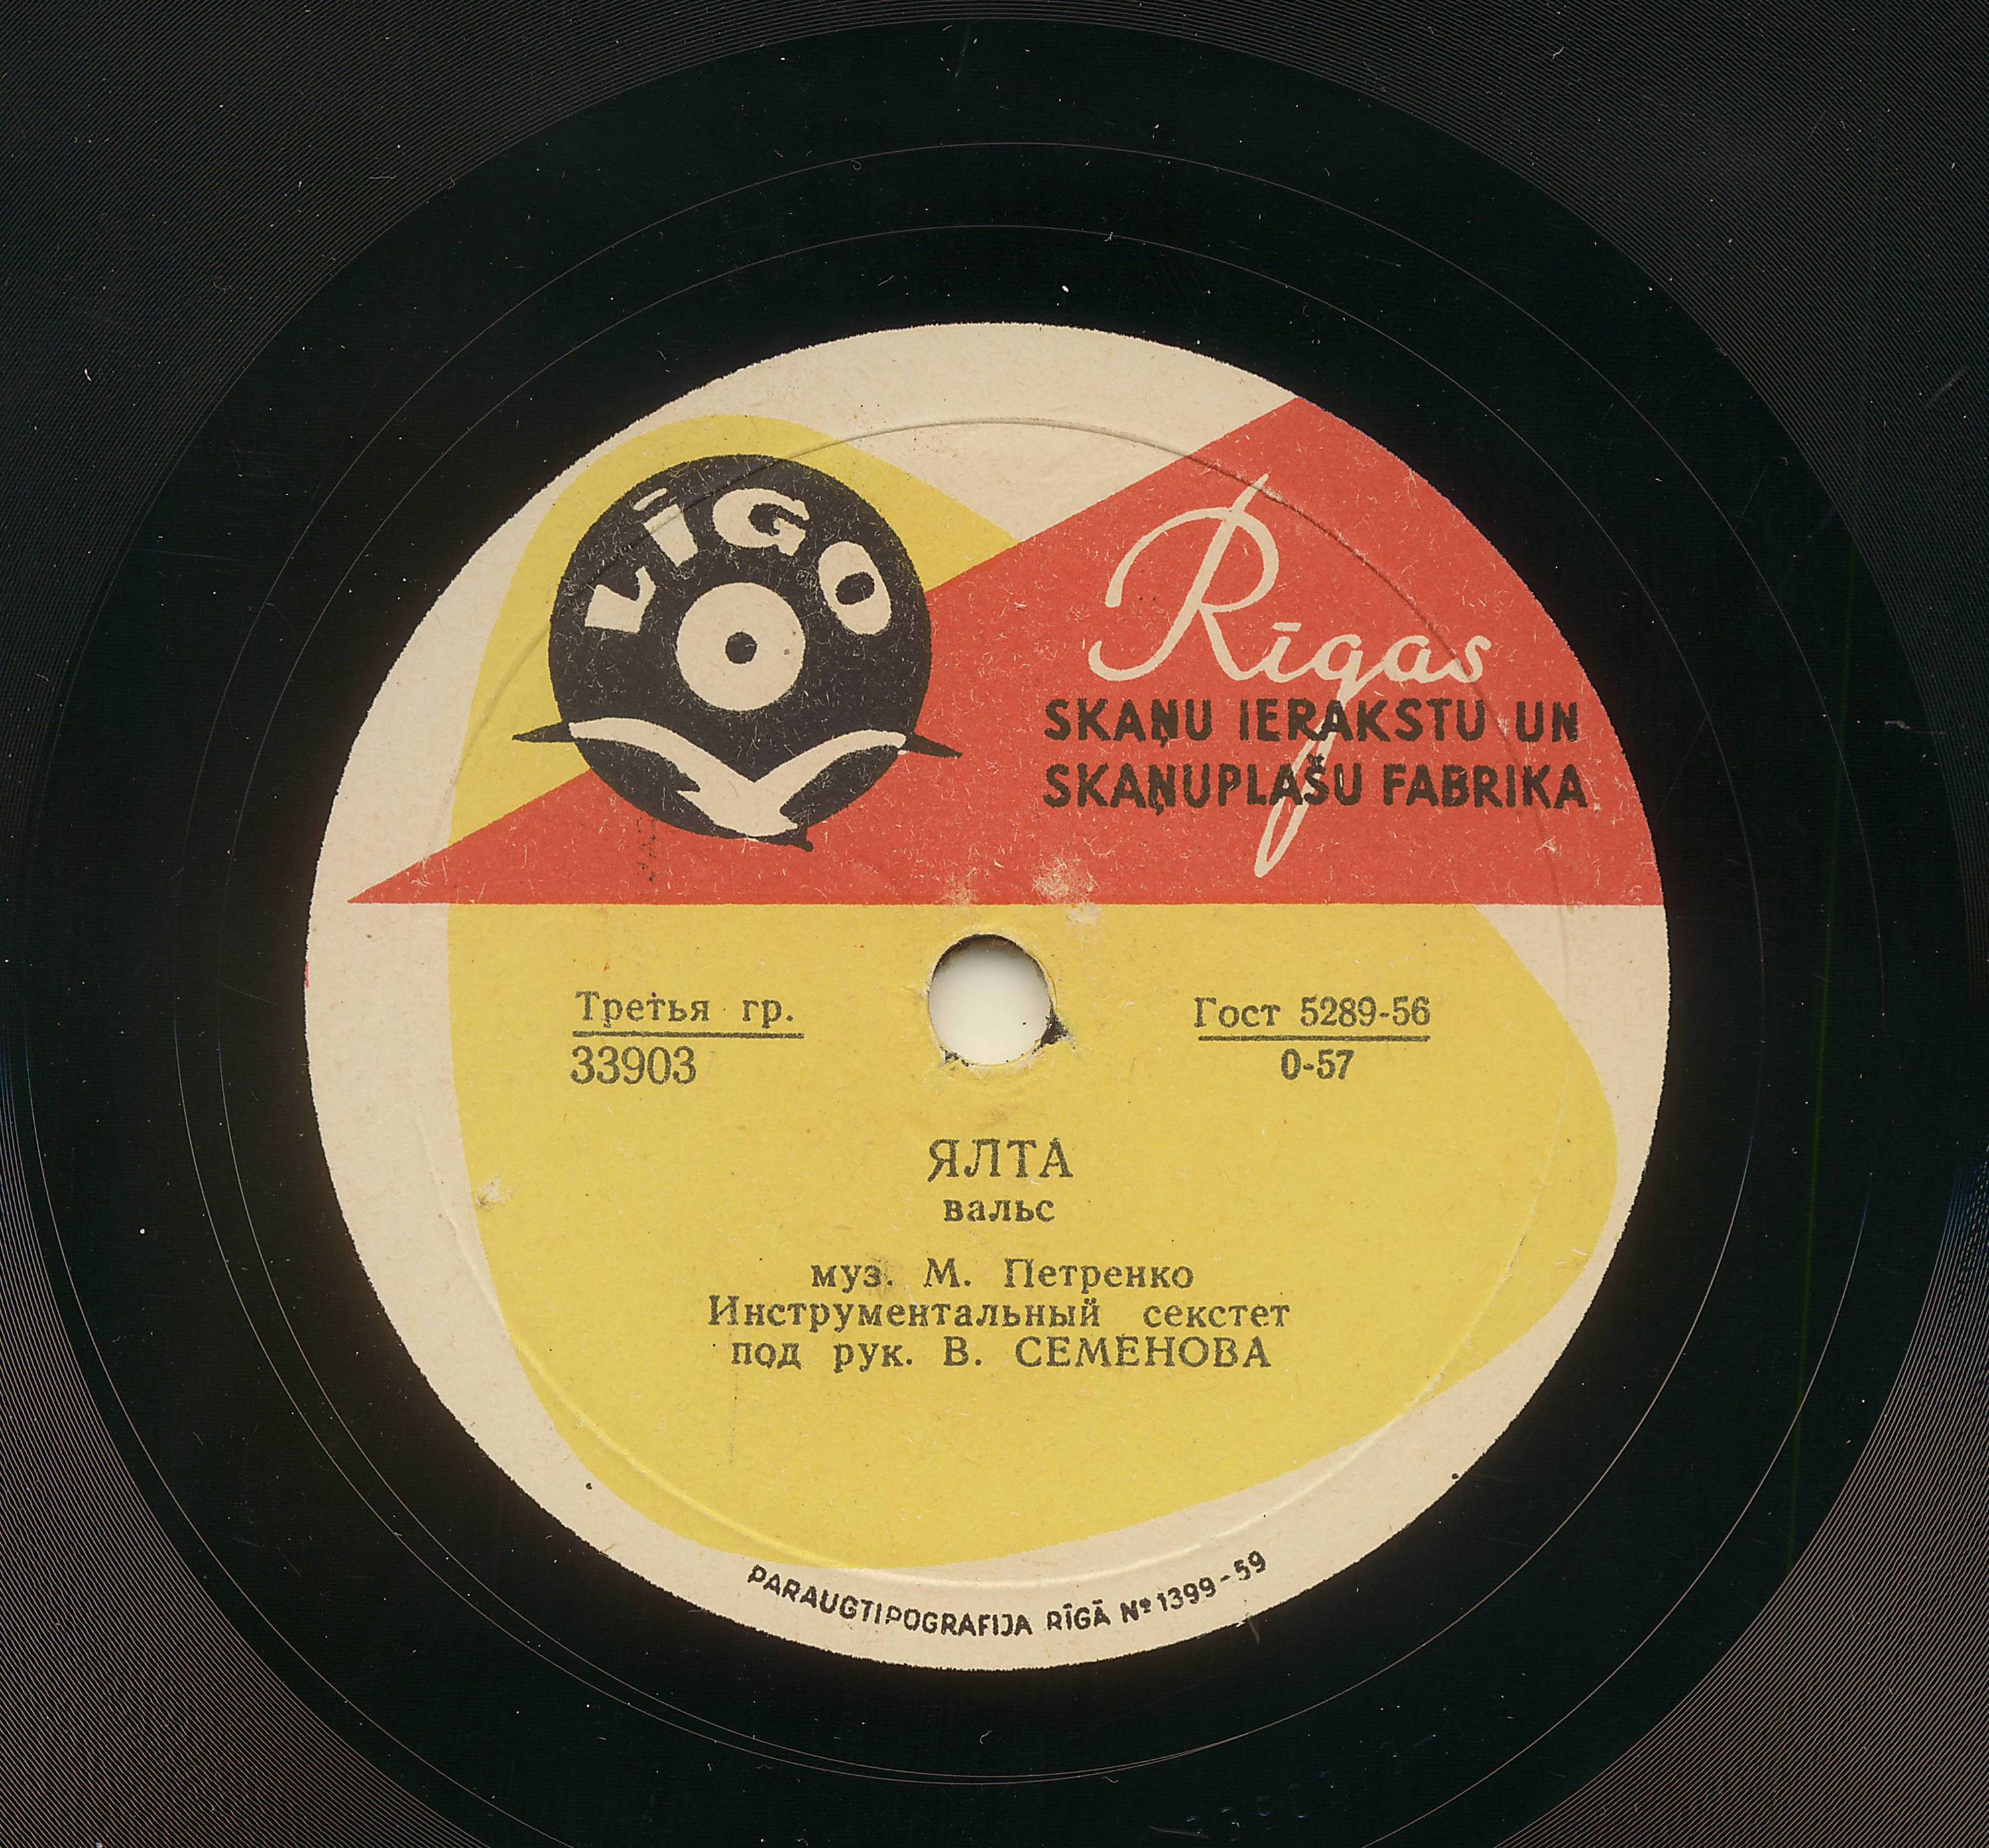 LĪGO
Rīgas
SKAŅU IERAKSTU UN
SKAŅUPLAŠU FABRIKA
Третья гр.
33903
Гост 5289-56
0-57
ЯЛТА
вальс
муз. М. Петренко
Инструментальный секстет
под рук. В. СЕМЕНОВА
PARAUGTIPOGRAFIJA RĪGĀ № 1399-59